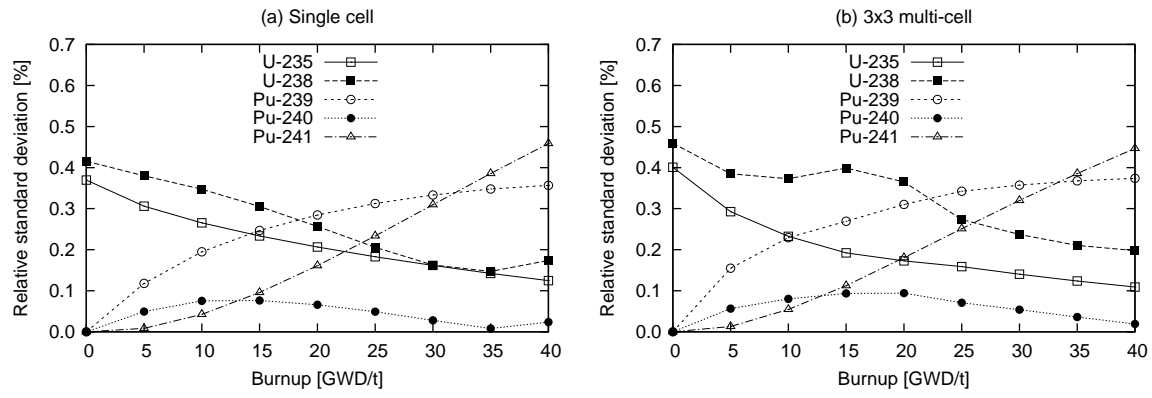 (a) Single cell
Relative standard deviation [%]
0.7
0.6
0.5
0.4
0.3
0.2
0.1
0.0
U-235
U-238
Pu-239
Pu-240
Pu-241
0 5 10 15 20 25 30 35 40
Burnup [GWD/t]
(b) 3x3 multi-cell
Relative standard deviation [%]
0.7
0.6
0.5
0.4
0.3
0.2
0.1
0.0
U-235
U-238
Pu-239
Pu-240
Pu-241
0 5 10 15 20 25 30 35 40
Burnup [GWD/t]